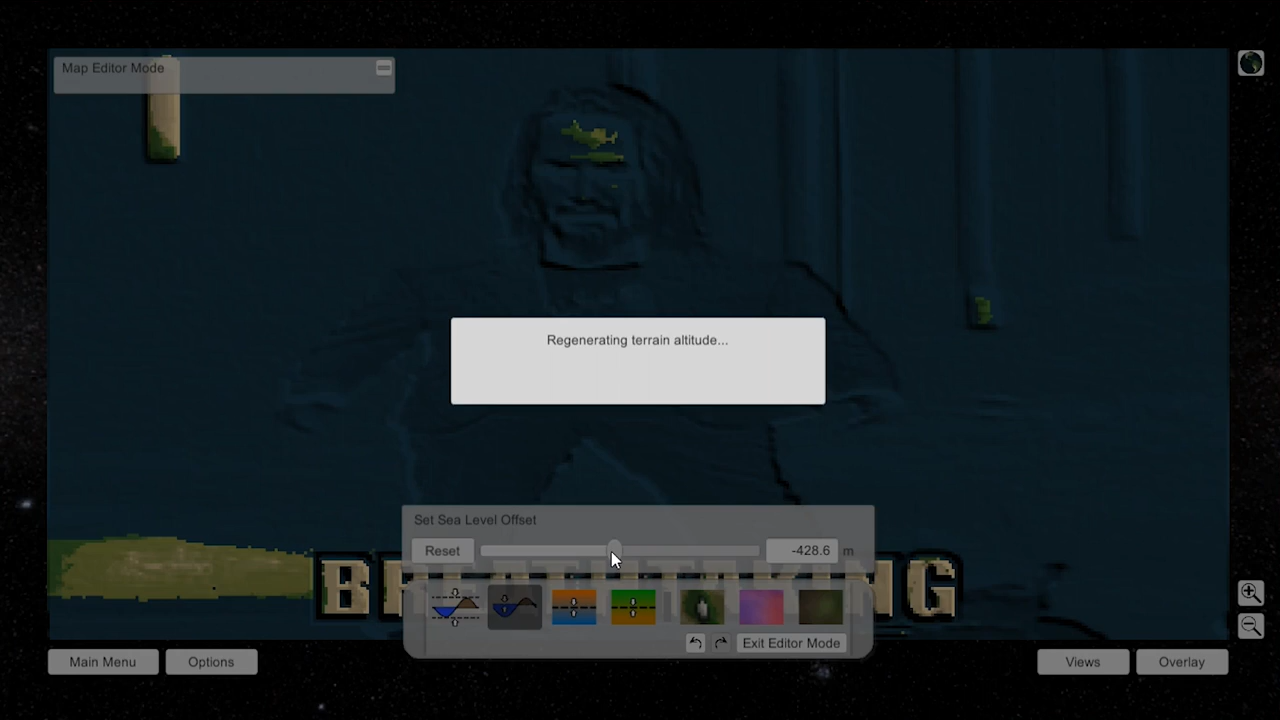 Map Editor Mode
Regenerating terrain altitude...
Set Sea Level Offset
Reset
-428.6 m
BREATHTAKING
Exit Editor Mode
Main Menu
Options
Views
Overlay